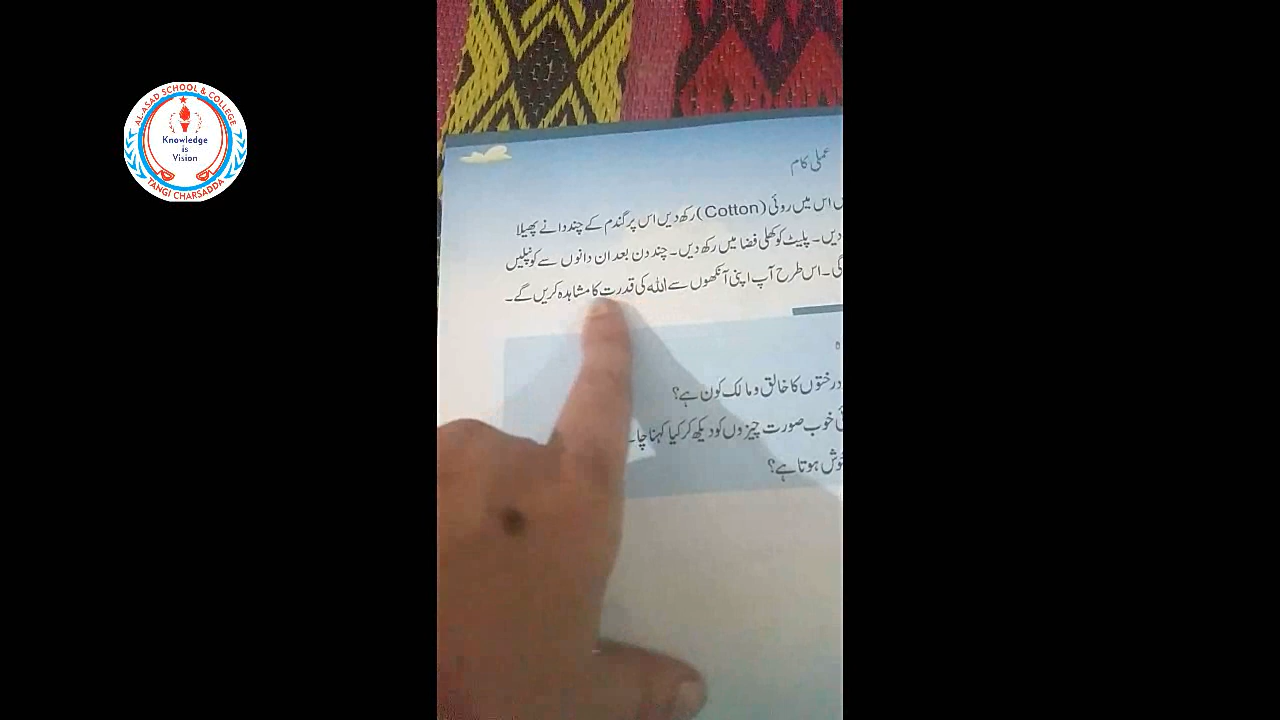 AL-ASAD SCHOOL & COLLEGE
Knowledge
is
Vision
TANGI CHARSADDA
عملی کام
اس میں روئی (Cotton) رکھ دیں اس پر گندم کے چند دانے پھیلا
دیں۔ پلیٹ کو کھلی فضا میں رکھ دیں۔ چند دن بعد ان دانوں سے کونپلیں
گی۔ اس طرح آپ اپنی آنکھوں سے اللہ کی قدرت کا مشاہدہ کریں گے۔
درختوں کا خالق و مالک کون ہے؟
خوب صورت چیزوں کو دیکھ کر کیا کہنا
ہوتا ہے؟